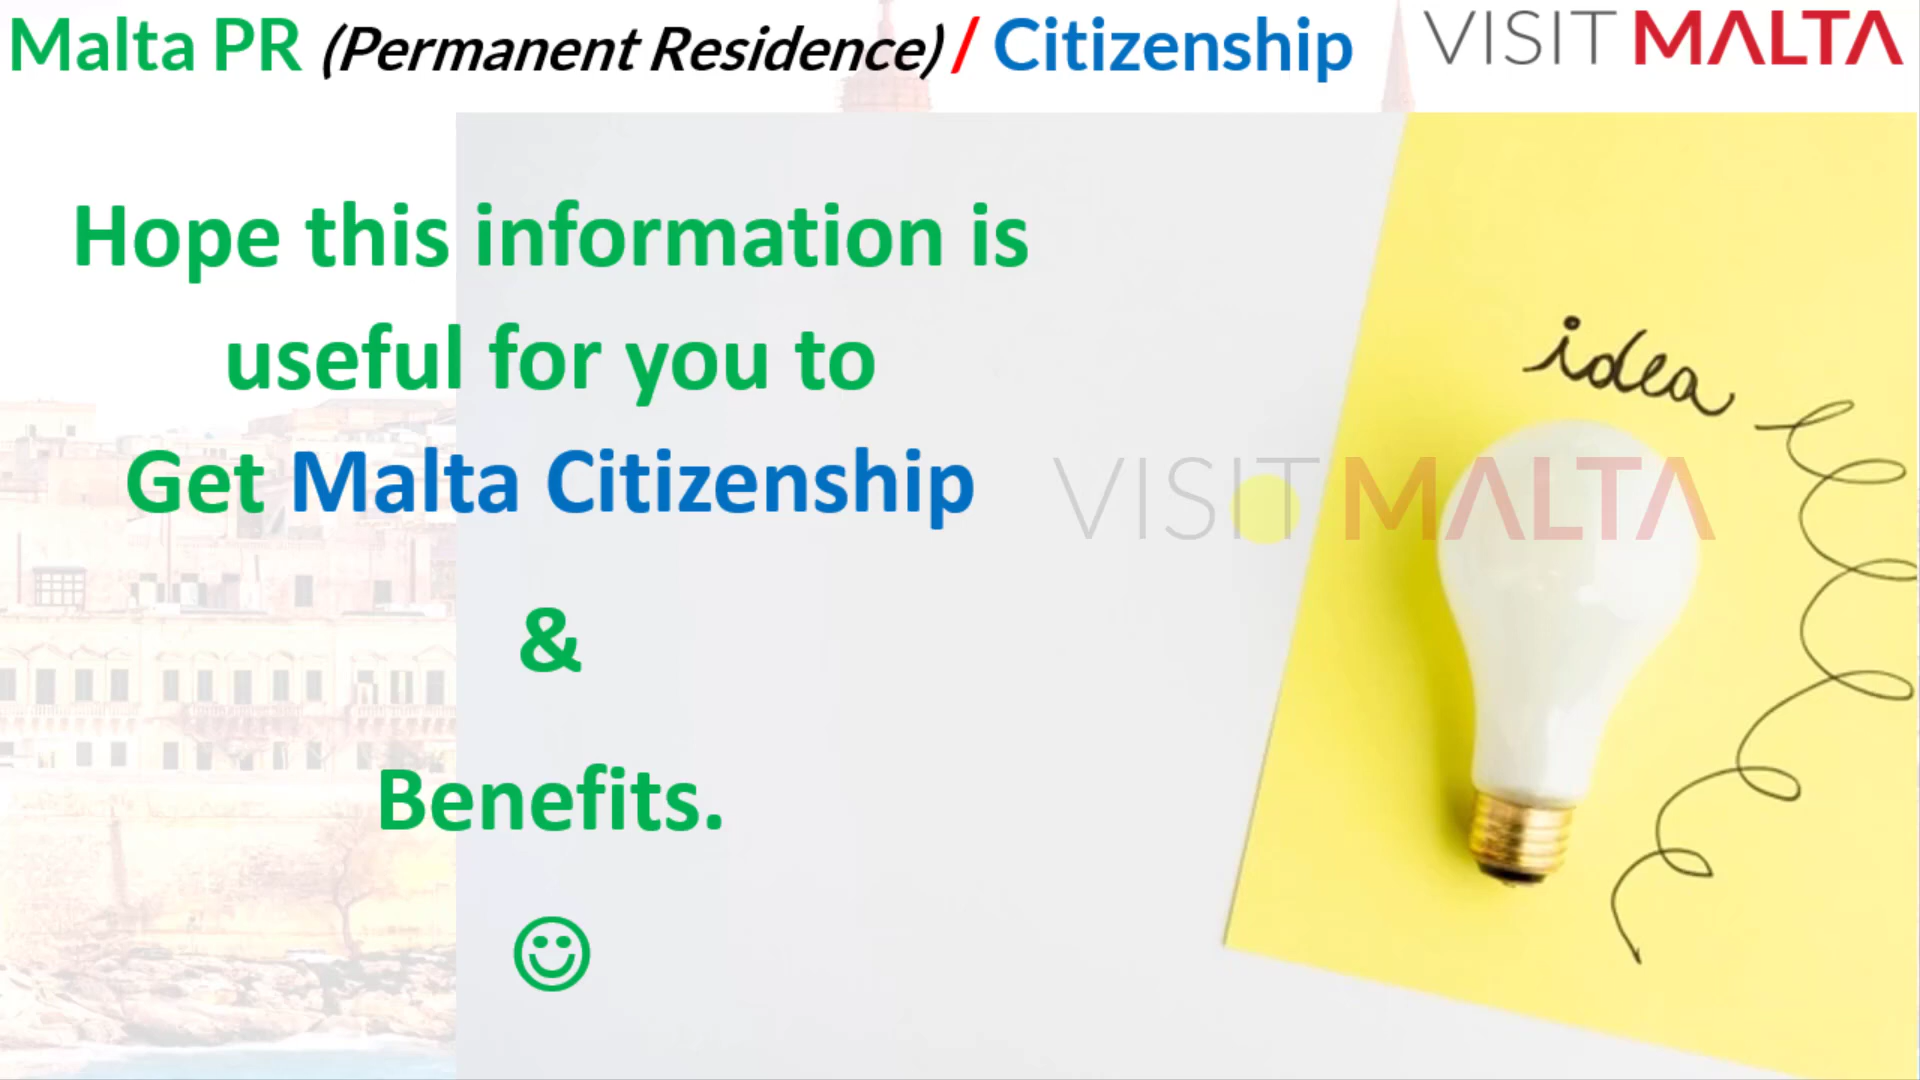 Malta PR (Permanent Residence) / Citizenship
VISIT MALTA
Hope this information is
useful for you to
Get Malta Citizenship
&
Benefits.
idea
VISIT MALTA